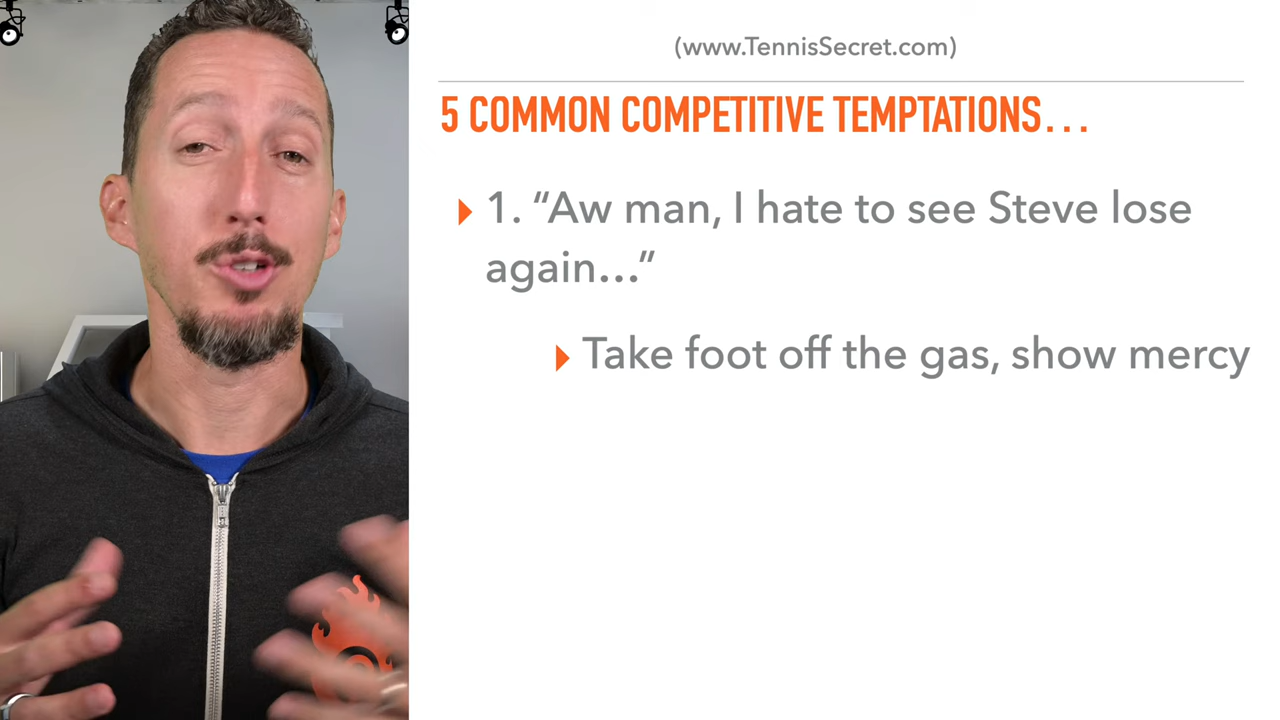 (www.TennisSecret.com)
5 COMMON COMPETITIVE TEMPTATIONS…
1. “Aw man, I hate to see Steve lose
again…”
Take foot off the gas, show mercy